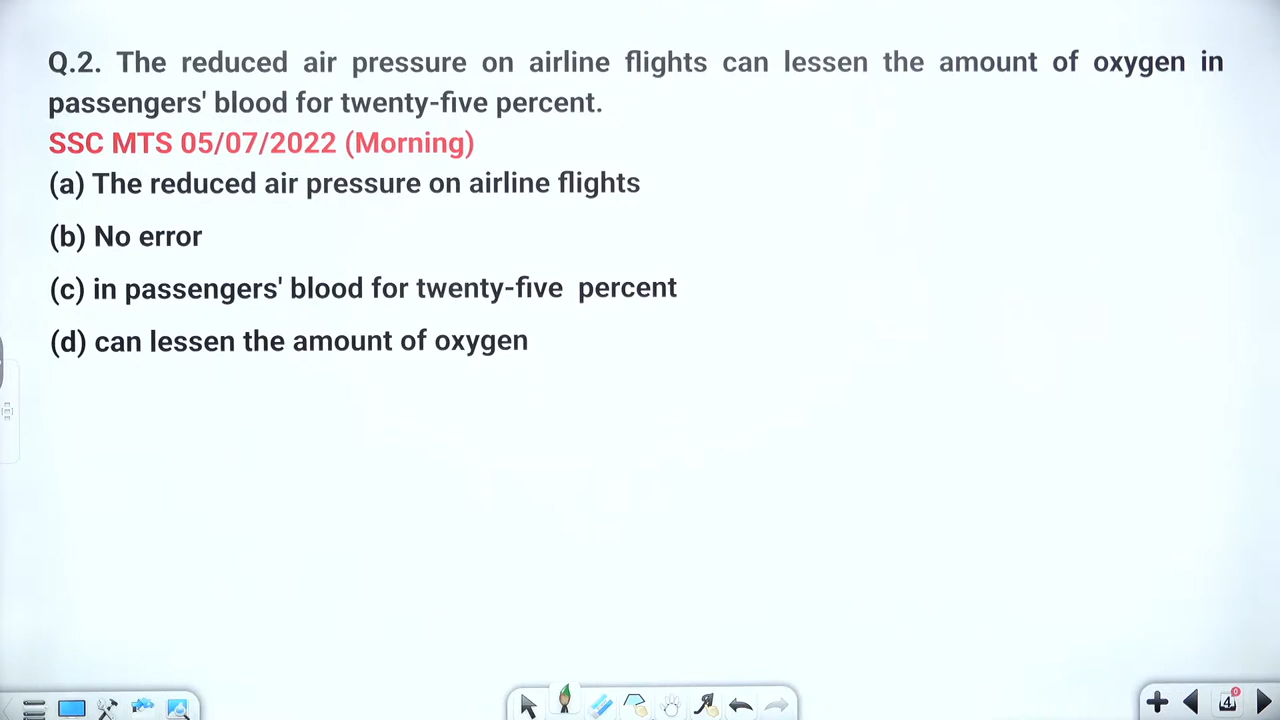 Q.2. The reduced air pressure on airline flights can lessen the amount of oxygen in
passengers' blood for twenty-five percent.
SSC MTS 05/07/2022 (Morning)
(a) The reduced air pressure on airline flights
(b) No error
(c) in passengers' blood for twenty-five percent
(d) can lessen the amount of oxygen
4
0